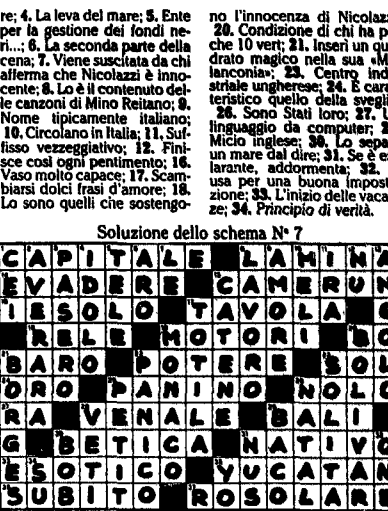 re; 4. La leva del mare; 5. Ente
per la gestione dei fondi ne-
ri...; 6. La seconda parte della
cena; 7. Viene suscitata da chi
afferma che Nicolazzi è inno-
cente; 8. Lo è il contenuto del-
le canzoni di Mino Reitano; 9.
Nome tipicamente italiano;
10. Circolano in Italia; 11. Suf-
fisso vezzeggiativo; 12. Fini-
sce così ogni pentimento; 16.
Vaso molto capace; 17. Scam-
biarsi dolci frasi d'amore; 18.
Lo sono quelli che sostengo-
no l'innocenza di Nicolaz
20. Condizione di chi ha p
che 10 vert; 21. Inserì un qu
drato magico nella sua «M
lanconia»; 23. Centro ind
striale ungherese; 24. È cara
teristico quello della svegl
26. Sono Stati loro; 27. L
linguaggio da computer; 2
Micio inglese; 30. Lo sepa
un mare dal dire; 31. Se è e
larante, addormenta; 32.
usa per una buona impost
zione; 33. L'inizio delle vaca
ze; 34. Principio di verità.
Soluzione dello schema N° 7
CAPITALE LAMINA
EVADERE CAMERUN
IESOLO TAVOLA
RELE MOTORI BO
BARO POTERE SOL
ORO PANINO NOLC
RA VENALE BALI
G BETICA NATIVO
ESOTICO YUCATAN
SUBITO ROSOLARE